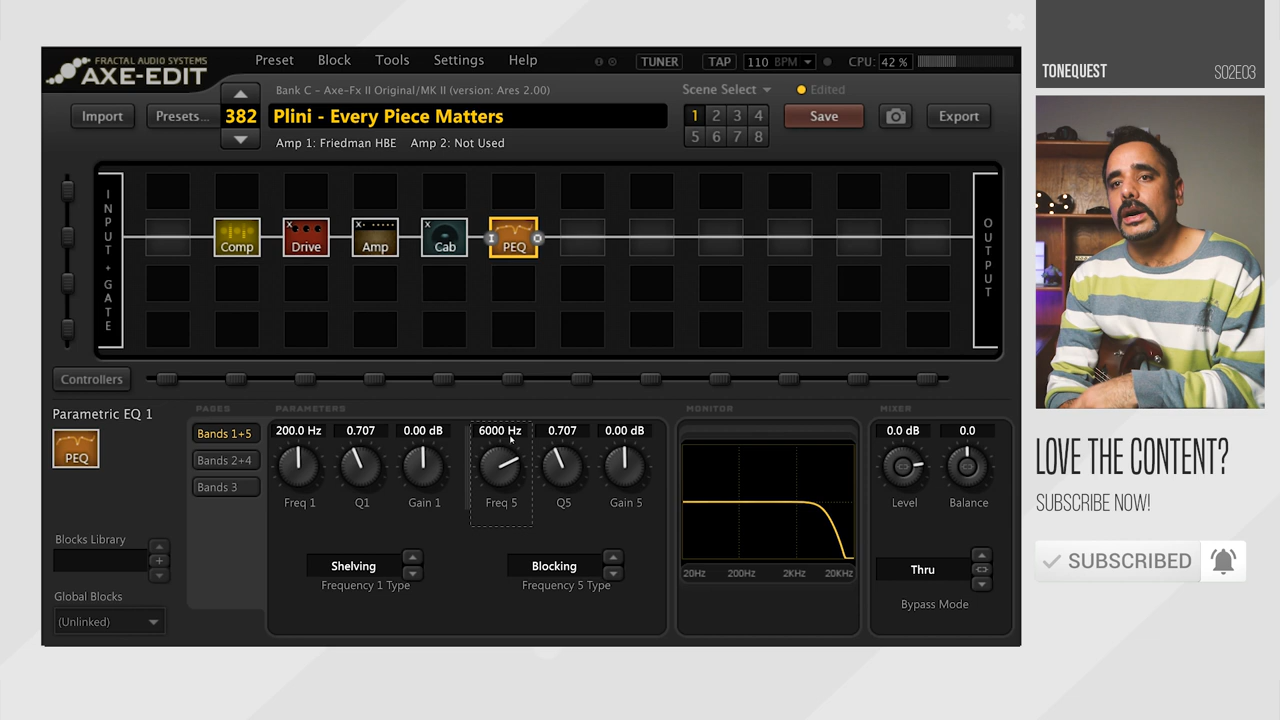 FRACTAL AUDIO SYSTEMS
AXE-EDIT
Preset
Block
Tools
Settings
Help
TUNER
TAP
110 BPM
CPU: 42 %
Bank C - Axe-Fx II Original/MK II (version: Ares 2.00)
Scene Select
Edited
Import
Presets...
382
Plini - Every Piece Matters
1 2 3 4
5 6 7 8
Save
Export
Amp 1: Friedman HBE
Amp 2: Not Used
INPUT + GATE
Comp
X
Drive
X
Amp
X
Cab
I
PEQ
O
OUTPUT
Controllers
Parametric EQ 1
PEQ
Blocks Library
+
Global Blocks
(Unlinked)
PAGES
Bands 1+5
Bands 2+4
Bands 3
PARAMETERS
200.0 Hz
0.707
0.00 dB
6000 Hz
0.707
0.00 dB
Freq 1
Q1
Gain 1
Freq 5
Q5
Gain 5
Shelving
Frequency 1 Type
Blocking
Frequency 5 Type
MONITOR
20Hz
200Hz
2KHz
20KHz
MIXER
0.0 dB
0.0
Level
Balance
Thru
Bypass Mode
TONEQUEST
S02E03
LOVE THE CONTENT?
SUBSCRIBE NOW!
SUBSCRIBED